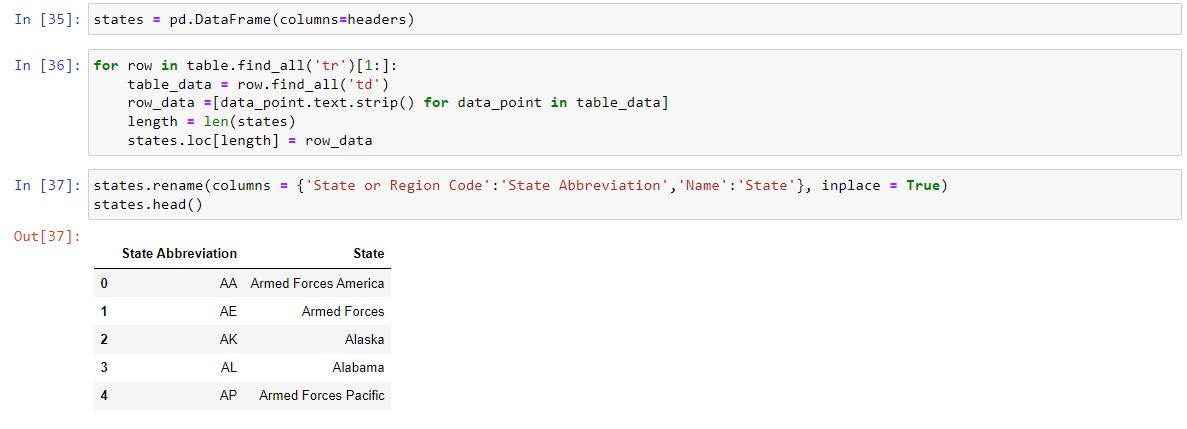 In [35]: states = pd.DataFrame(columns=headers)
In [36]: for row in table.find_all('tr')[1:]:
    table_data = row.find_all('td')
    row_data =[data_point.text.strip() for data_point in table_data]
    length = len(states)
    states.loc[length] = row_data
In [37]: states.rename(columns = {'State or Region Code':'State Abbreviation','Name':'State'}, inplace = True)
states.head()
Out[37]:
State Abbreviation State
0 AA Armed Forces America
1 AE Armed Forces
2 AK Alaska
3 AL Alabama
4 AP Armed Forces Pacific